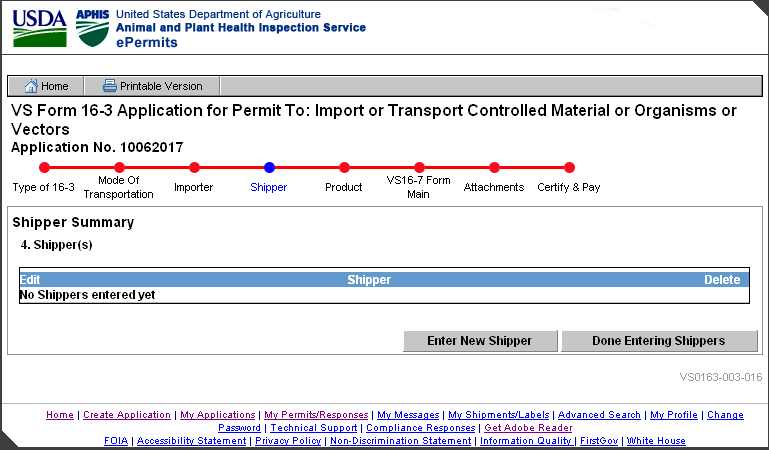 USDA APHIS United States Department of Agriculture
Animal and Plant Health Inspection Service
ePermits
Home Printable Version
VS Form 16-3 Application for Permit To: Import or Transport Controlled Material or Organisms or
Vectors
Application No. 10062017
Type of 16-3 Mode Of Transportation Importer Shipper Product VS16-7 Form Main Attachments Certify & Pay
Shipper Summary
4. Shipper(s)
Edit Shipper Delete
No Shippers entered yet
Enter New Shipper Done Entering Shippers
VS0163-003-016
Home | Create Application | My Applications | My Permits/Responses | My Messages | My Shipments/Labels | Advanced Search | My Profile | Change
Password | Technical Support | Compliance Responses | Get Adobe Reader
FOIA | Accessibility Statement | Privacy Policy | Non-Discrimination Statement | Information Quality | FirstGov | White House